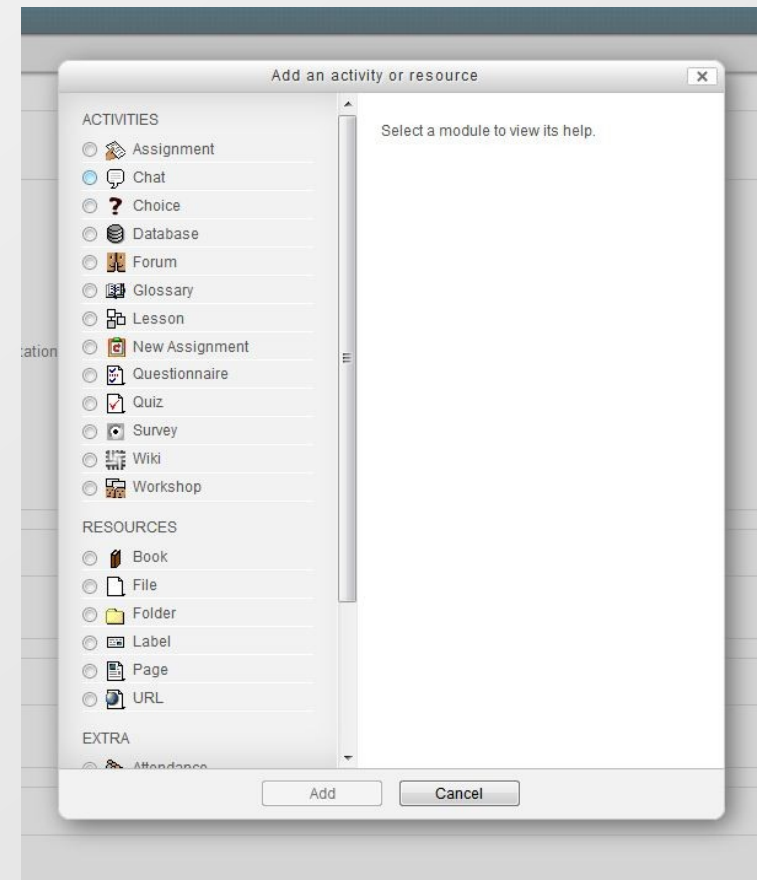 Add an activity or resource
ACTIVITIES
Assignment
Chat
Choice
Database
Forum
Glossary
Lesson
New Assignment
Questionnaire
Quiz
Survey
Wiki
Workshop
RESOURCES
Book
File
Folder
Label
Page
URL
EXTRA
Attendance
Select a module to view its help.
Add
Cancel